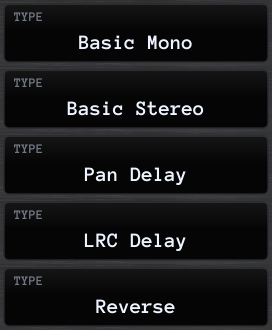 TYPE
Basic Mono
TYPE
Basic Stereo
TYPE
Pan Delay
TYPE
LRC Delay
TYPE
Reverse